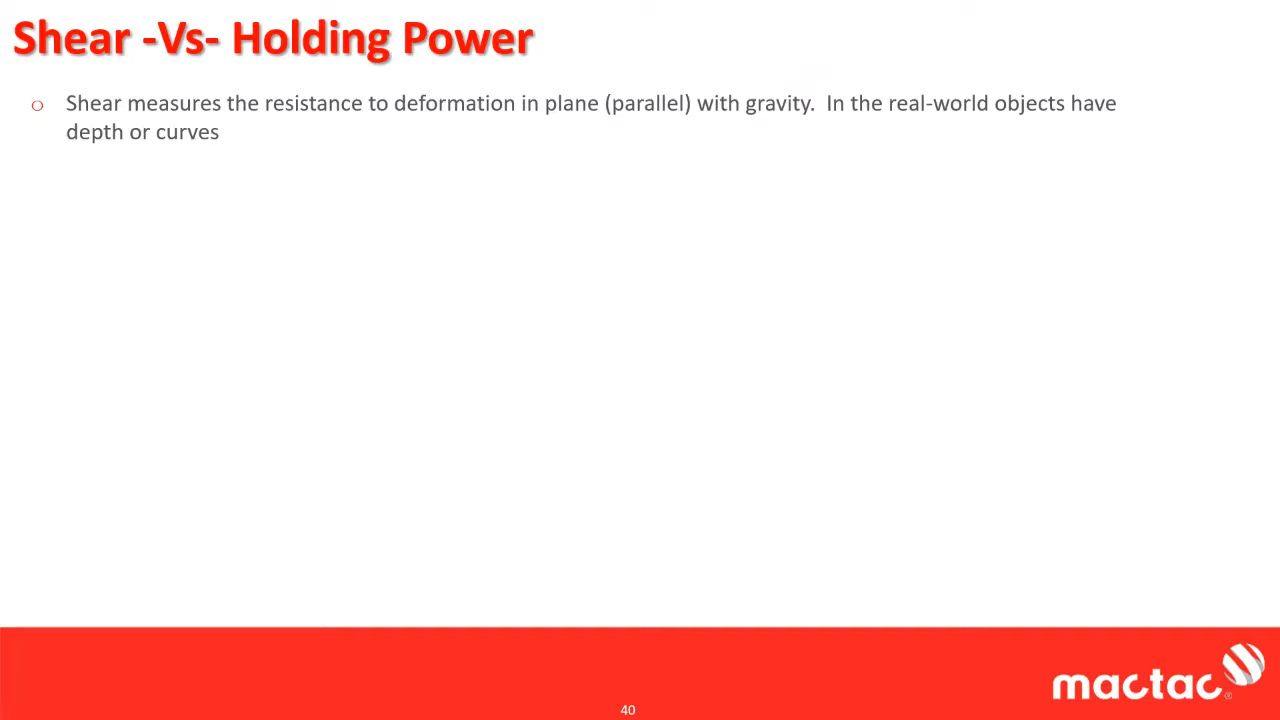 Shear -Vs- Holding Power
o Shear measures the resistance to deformation in plane (parallel) with gravity.  In the real-world objects have
depth or curves
mactac®
40